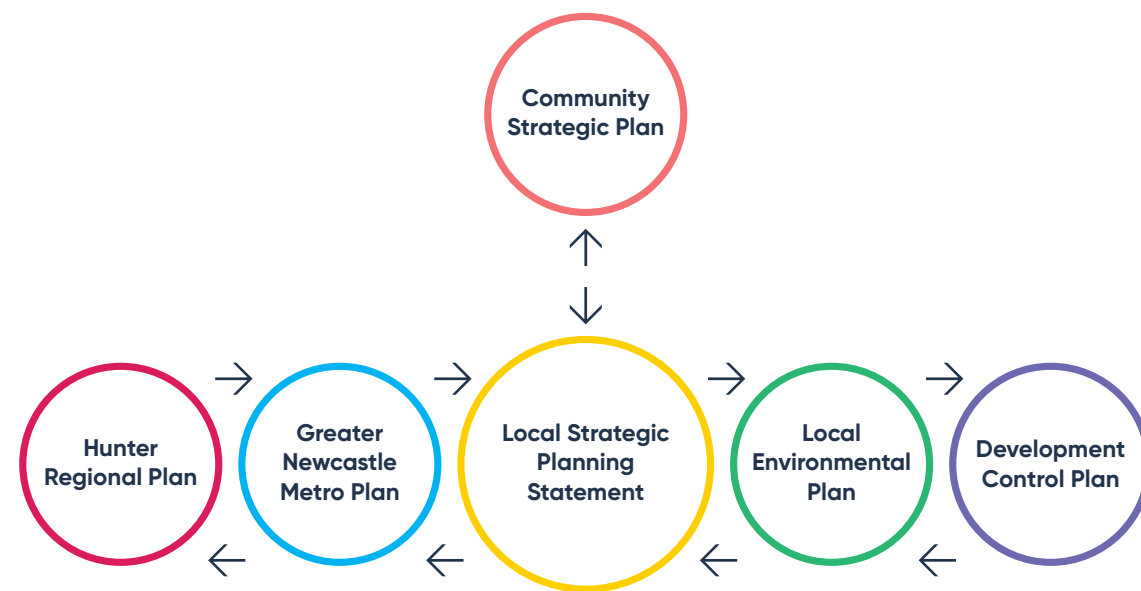 Community
Strategic Plan
Hunter
Regional Plan
Greater
Newcastle
Metro Plan
Local Strategic
Planning
Statement
Local
Environmental
Plan
Development
Control Plan